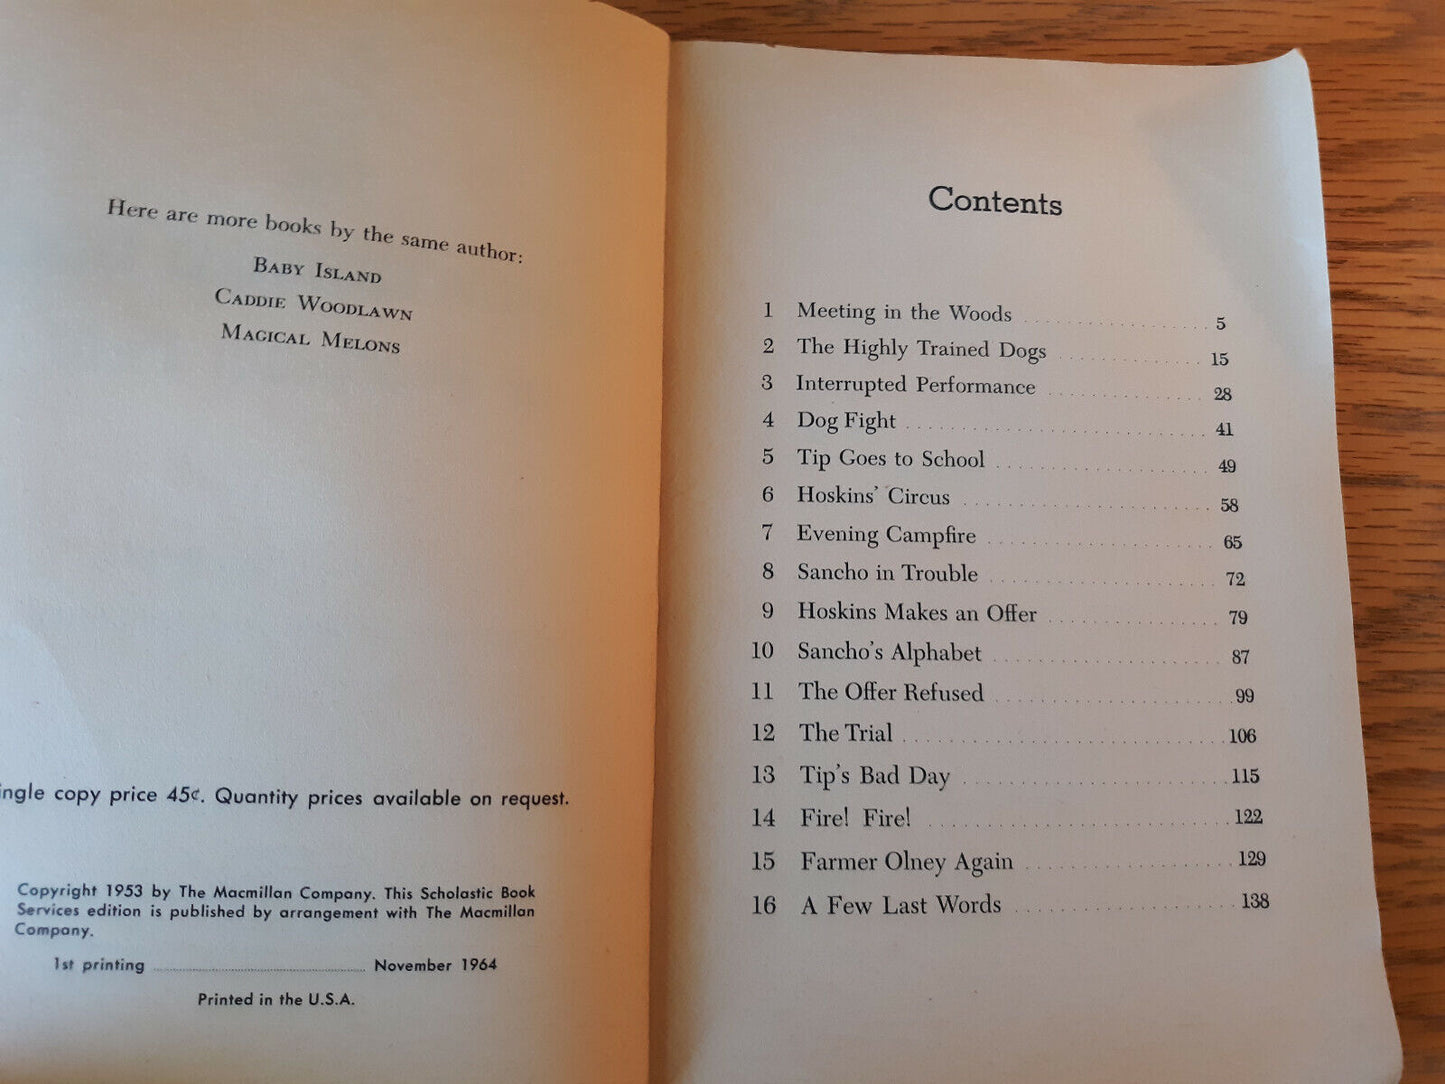 Here are more books by the same author:
BABY ISLAND
CADDIE WOODLAWN
MAGICAL MELONS
ingle copy price 45¢. Quantity prices available on request.
Copyright 1953 by The Macmillan Company. This Scholastic Book
Services edition is published by arrangement with The Macmillan
Company.
1st printing ........ November 1964
Printed in the U.S.A.
Contents
1 Meeting in the Woods ........ 5
2 The Highly Trained Dogs ........ 15
3 Interrupted Performance ........ 28
4 Dog Fight ........ 41
5 Tip Goes to School ........ 49
6 Hoskins' Circus ........ 58
7 Evening Campfire ........ 65
8 Sancho in Trouble ........ 72
9 Hoskins Makes an Offer ........ 79
10 Sancho's Alphabet ........ 87
11 The Offer Refused ........ 99
12 The Trial ........ 106
13 Tip's Bad Day ........ 115
14 Fire! Fire! ........ 122
15 Farmer Olney Again ........ 129
16 A Few Last Words ........ 138